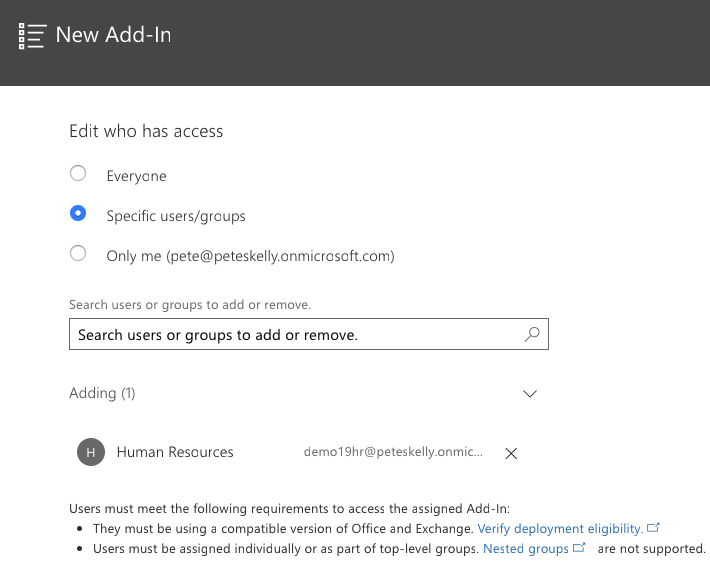 New Add-In
Edit who has access
Everyone
Specific users/groups
Only me (pete@peteskelly.onmicrosoft.com)
Search users or groups to add or remove.
Search users or groups to add or remove.
Adding (1)
H Human Resources demo19hr@peteskelly.onmic...
Users must meet the following requirements to access the assigned Add-In:
• They must be using a compatible version of Office and Exchange. Verify deployment eligibility.
• Users must be assigned individually or as part of top-level groups. Nested groups are not supported.